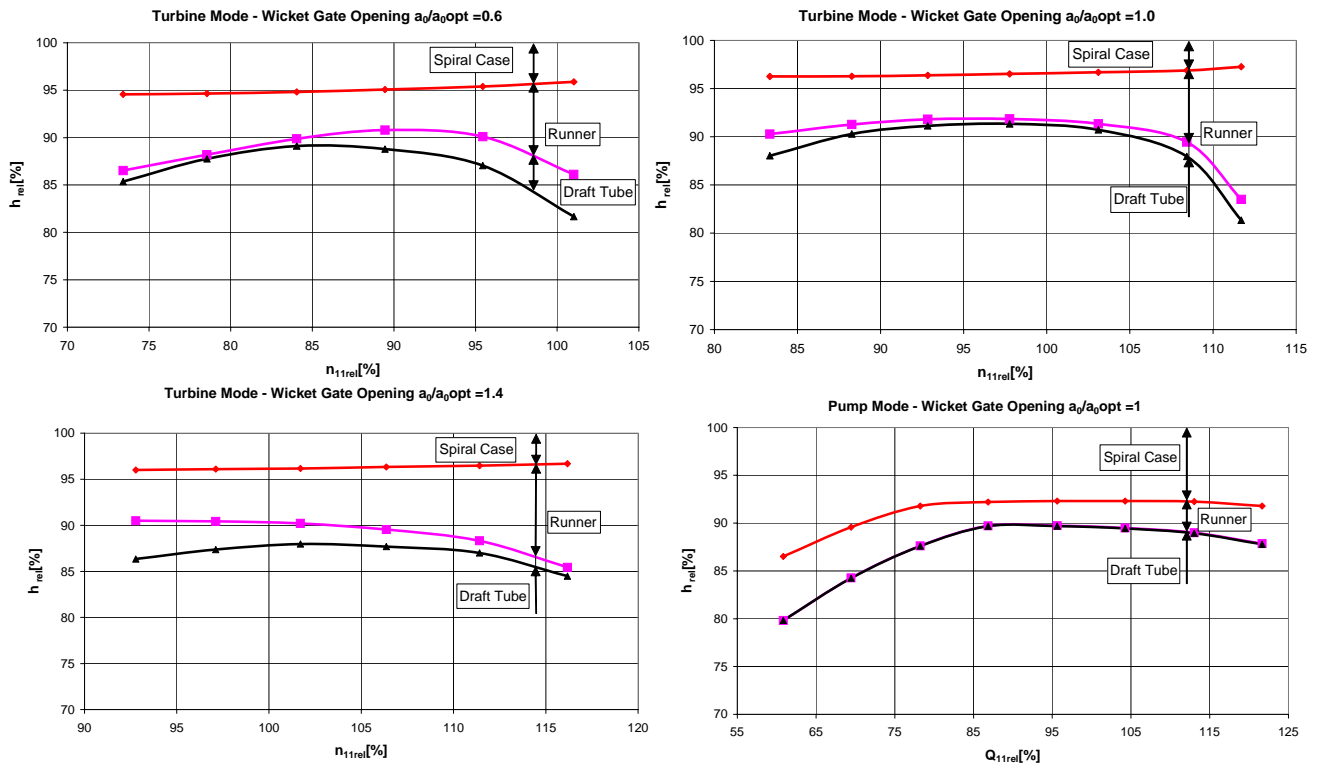 Turbine Mode - Wicket Gate Opening a₀/a₀opt =0.6
100
95
90
85
80
75
70
h rel[%]
Spiral Case
Runner
Draft Tube
70 75 80 85 90 95 100 105
n₁₁rel[%]
Turbine Mode - Wicket Gate Opening a₀/a₀opt =1.0
100
95
90
85
80
75
70
h rel[%]
Spiral Case
Runner
Draft Tube
80 85 90 95 100 105 110 115
n₁₁rel[%]
Turbine Mode - Wicket Gate Opening a₀/a₀opt =1.4
100
95
90
85
80
75
70
h rel[%]
Spiral Case
Runner
Draft Tube
90 95 100 105 110 115 120
n₁₁rel[%]
Pump Mode - Wicket Gate Opening a₀/a₀opt =1
100
95
90
85
80
75
70
h rel[%]
Spiral Case
Runner
Draft Tube
55 65 75 85 95 105 115 125
Q₁₁rel[%]